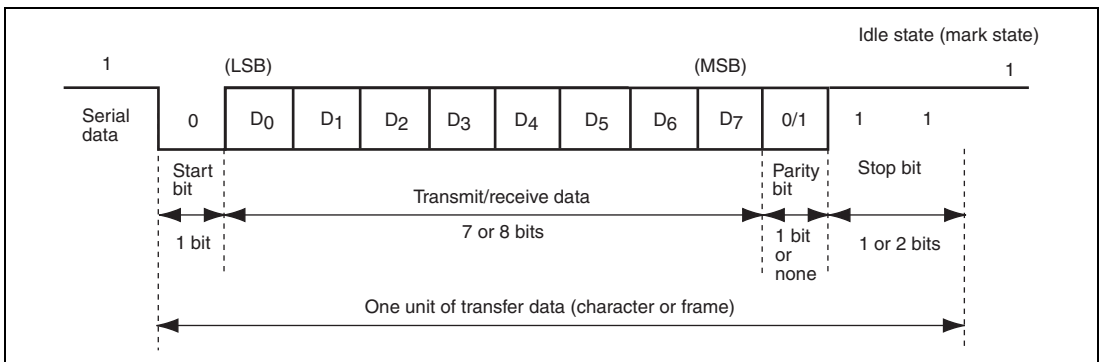 Idle state (mark state)
1 (LSB) (MSB) 1
Serial
data
0 D0 D1 D2 D3 D4 D5 D6 D7 0/1 1 1
Start
bit
Parity
bit
Stop bit
Transmit/receive data
1 bit
7 or 8 bits
1 bit
or
none
1 or 2 bits
One unit of transfer data (character or frame)